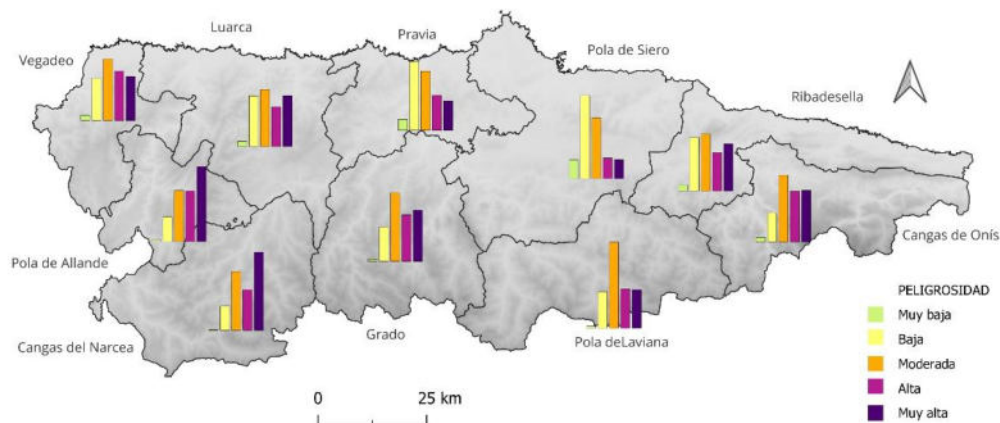 Luarca
Pravia
Vegadeo
Pola de Siero
Ribadesella
Pola de Allande
Cangas de Onís
Cangas del Narcea
Grado
Pola deLaviana
PELIGROSIDAD
Muy baja
Baja
Moderada
Alta
Muy alta
0 25 km